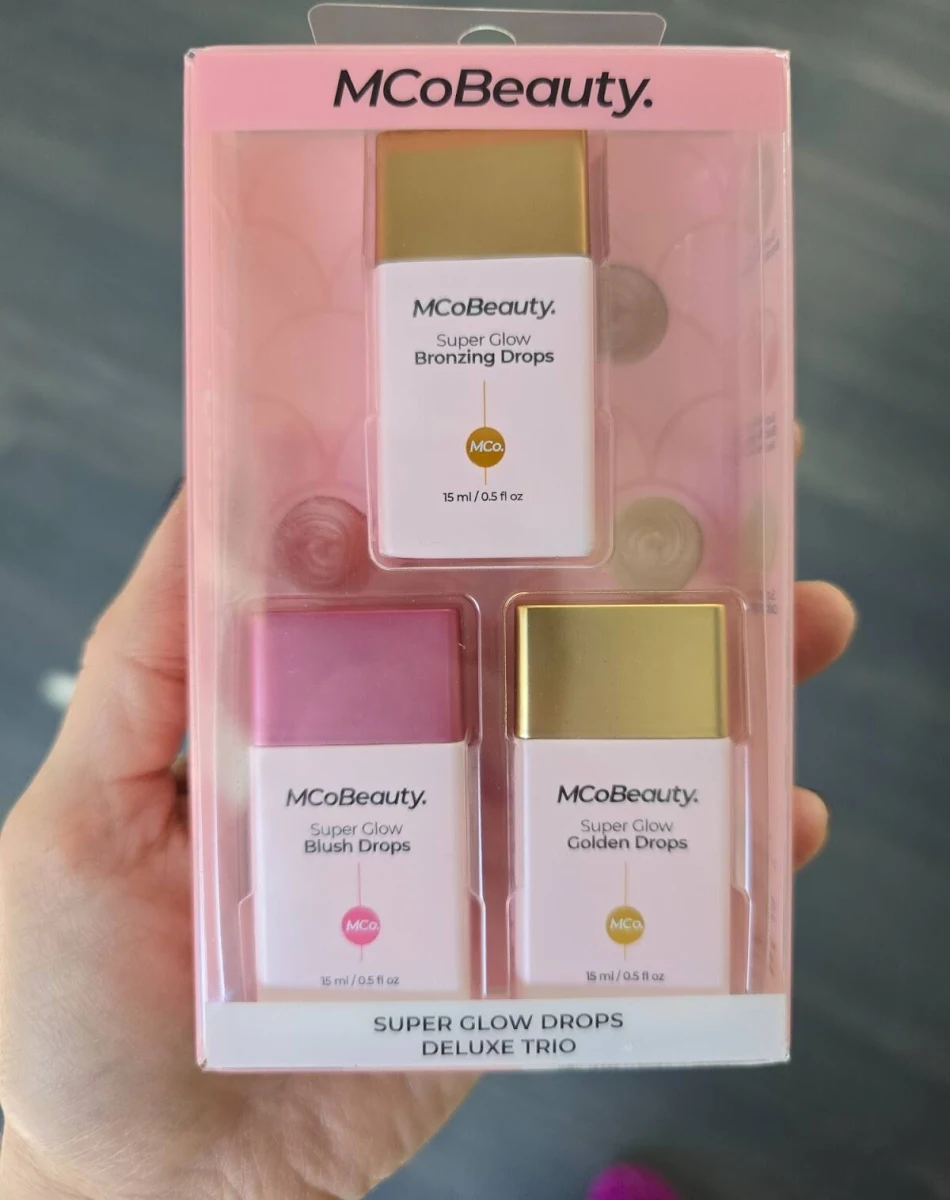 MCoBeauty.
MCoBeauty.
Super Glow
Bronzing Drops
MCo.
15 ml / 0.5 fl oz
MCoBeauty.
Super Glow
Blush Drops
MCo.
15 ml / 0.5 fl oz
MCoBeauty.
Super Glow
Golden Drops
MCo.
15 ml / 0.5 fl oz
SUPER GLOW DROPS
DELUXE TRIO